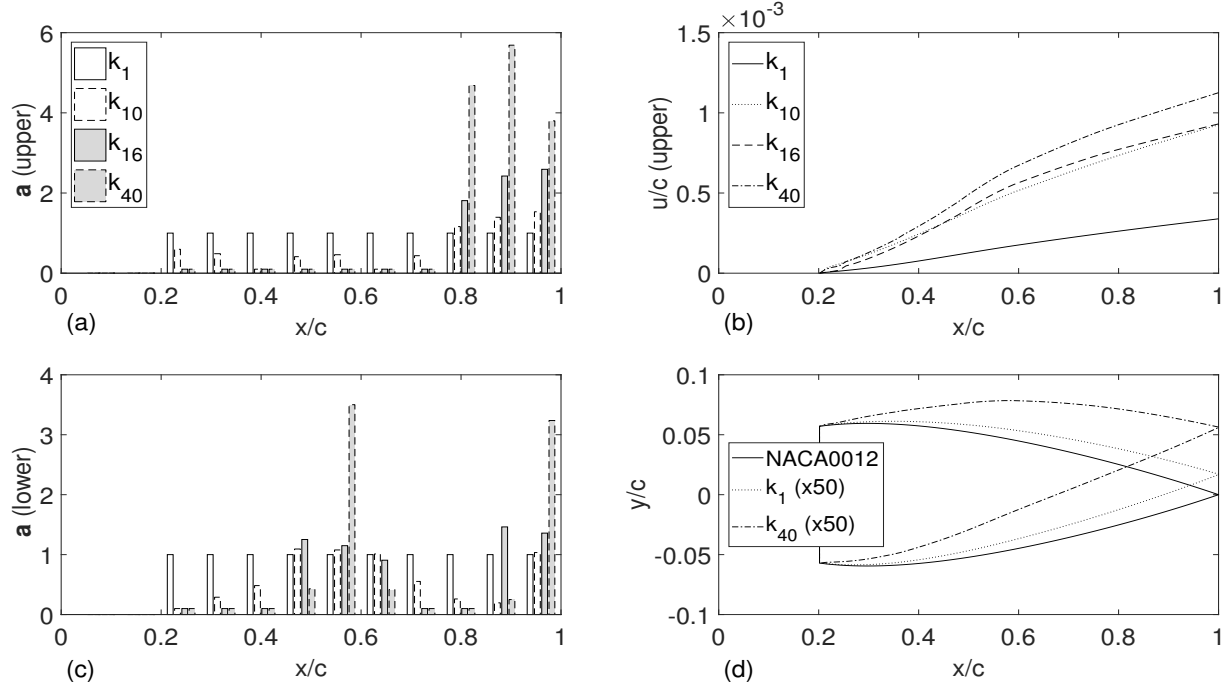 a (upper)
6
4
2
0
k1
k10
k16
k40
0 0.2 0.4 0.6 0.8 1
(a)
x/c
×10-3
u/c (upper)
1.5
1
0.5
0
k1
k10
k16
k40
0 0.2 0.4 0.6 0.8 1
(b)
x/c
a (lower)
4
3
2
1
0
0 0.2 0.4 0.6 0.8 1
(c)
x/c
y/c
0.1
0.05
0
-0.05
-0.1
NACA0012
k1 (x50)
k40 (x50)
0 0.2 0.4 0.6 0.8 1
(d)
x/c